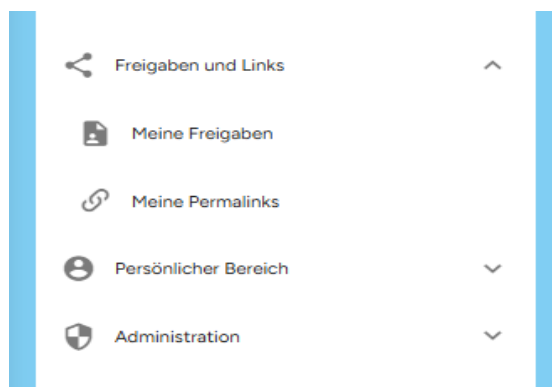 Freigaben und Links
Meine Freigaben
Meine Permalinks
Persönlicher Bereich
Administration